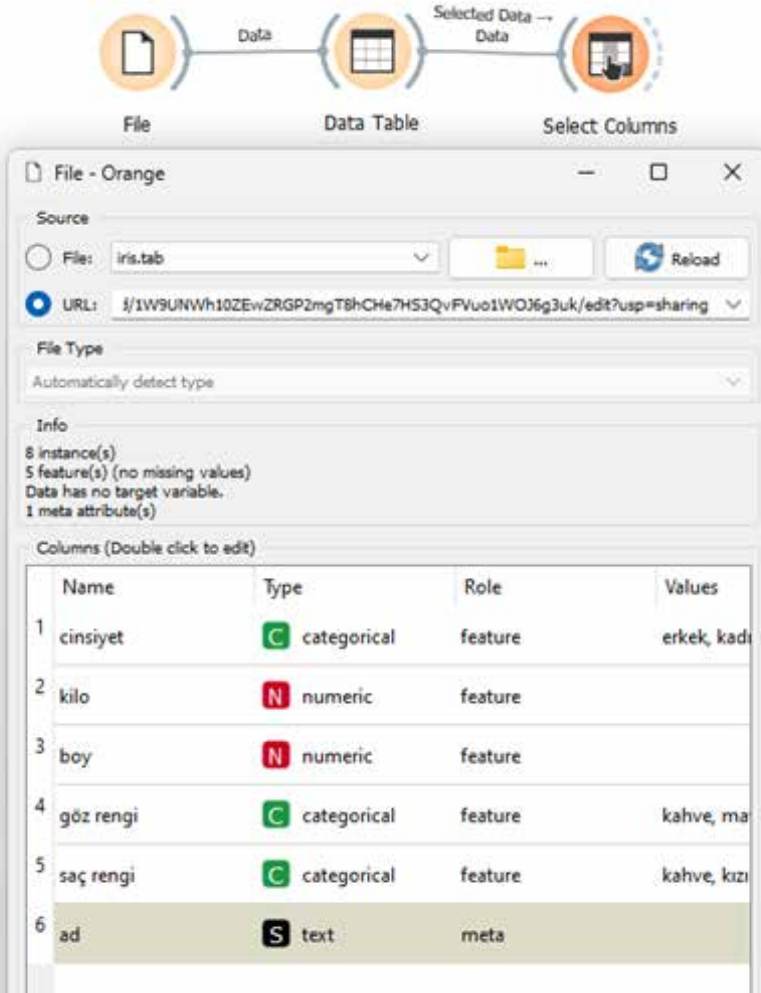 Data
Selected Data →
Data
File
Data Table
Select Columns
File - Orange
Source
File: iris.tab ... Reload
URL: /1W9UNWh10ZEwZRGP2mgT8hCHe7HS3QvFVuo1WOJ6g3uk/edit?usp=sharing
File Type
Automatically detect type
Info
8 instance(s)
5 feature(s) (no missing values)
Data has no target variable.
1 meta attribute(s)
Columns (Double click to edit)
Name Type Role Values
1 cinsiyet C categorical feature erkek, kadı
2 kilo N numeric feature
3 boy N numeric feature
4 göz rengi C categorical feature kahve, ma
5 saç rengi C categorical feature kahve, kızı
6 ad S text meta